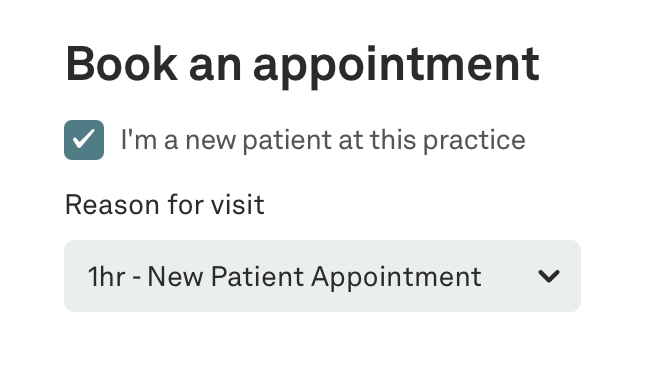 Book an appointment
I'm a new patient at this practice
Reason for visit
1hr - New Patient Appointment